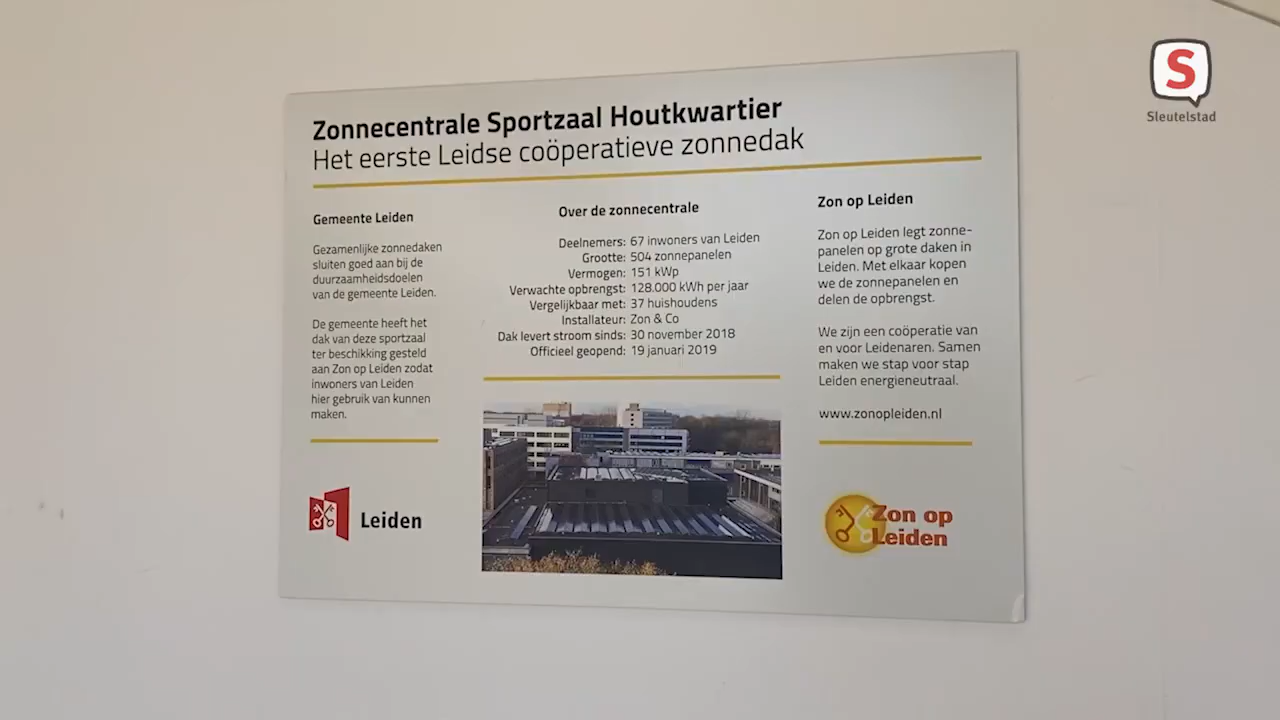 S
Sleutelstad
Zonnecentrale Sportzaal Houtkwartier
Het eerste Leidse coöperatieve zonnedak
Gemeente Leiden
Gezamenlijke zonnedaken
sluiten goed aan bij de
duurzaamheidsdoelen
van de gemeente Leiden.
De gemeente heeft het
dak van deze sportzaal
ter beschikking gesteld
aan Zon op Leiden zodat
inwoners van Leiden
hier gebruik van kunnen
maken.
Leiden
Over de zonnecentrale
Deelnemers: 67 inwoners van Leiden
Grootte: 504 zonnepanelen
Vermogen: 151 kWp
Verwachte opbrengst: 128.000 kWh per jaar
Vergelijkbaar met: 37 huishoudens
Installateur: Zon & Co
Dak levert stroom sinds: 30 november 2018
Officieel geopend: 19 januari 2019
Zon op Leiden
Zon op Leiden legt zonne-
panelen op grote daken in
Leiden. Met elkaar kopen
we de zonnepanelen en
delen de opbrengst.
We zijn een coöperatie van
en voor Leidenaren. Samen
maken we stap voor stap
Leiden energieneutraal.
www.zonopleiden.nl
Zon op
Leiden